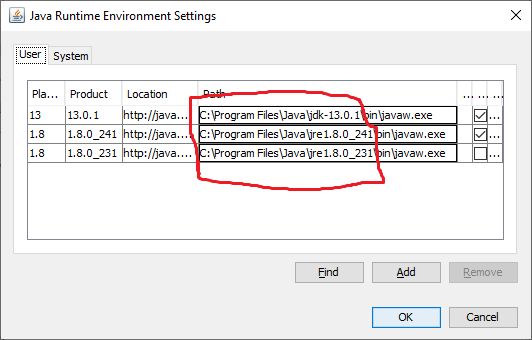 Java Runtime Environment Settings
User System
Pla... Product Location Path ... ... ...
13 13.0.1 http://java.... C:\Program Files\Java\jdk-13.0.1\bin\javaw.exe ...
1.8 1.8.0_241 http://java.... C:\Program Files\Java\jre1.8.0_241\bin\javaw.exe ...
1.8 1.8.0_231 http://java.... C:\Program Files\Java\jre1.8.0_231\bin\javaw.exe ...
Find Add Remove
OK Cancel